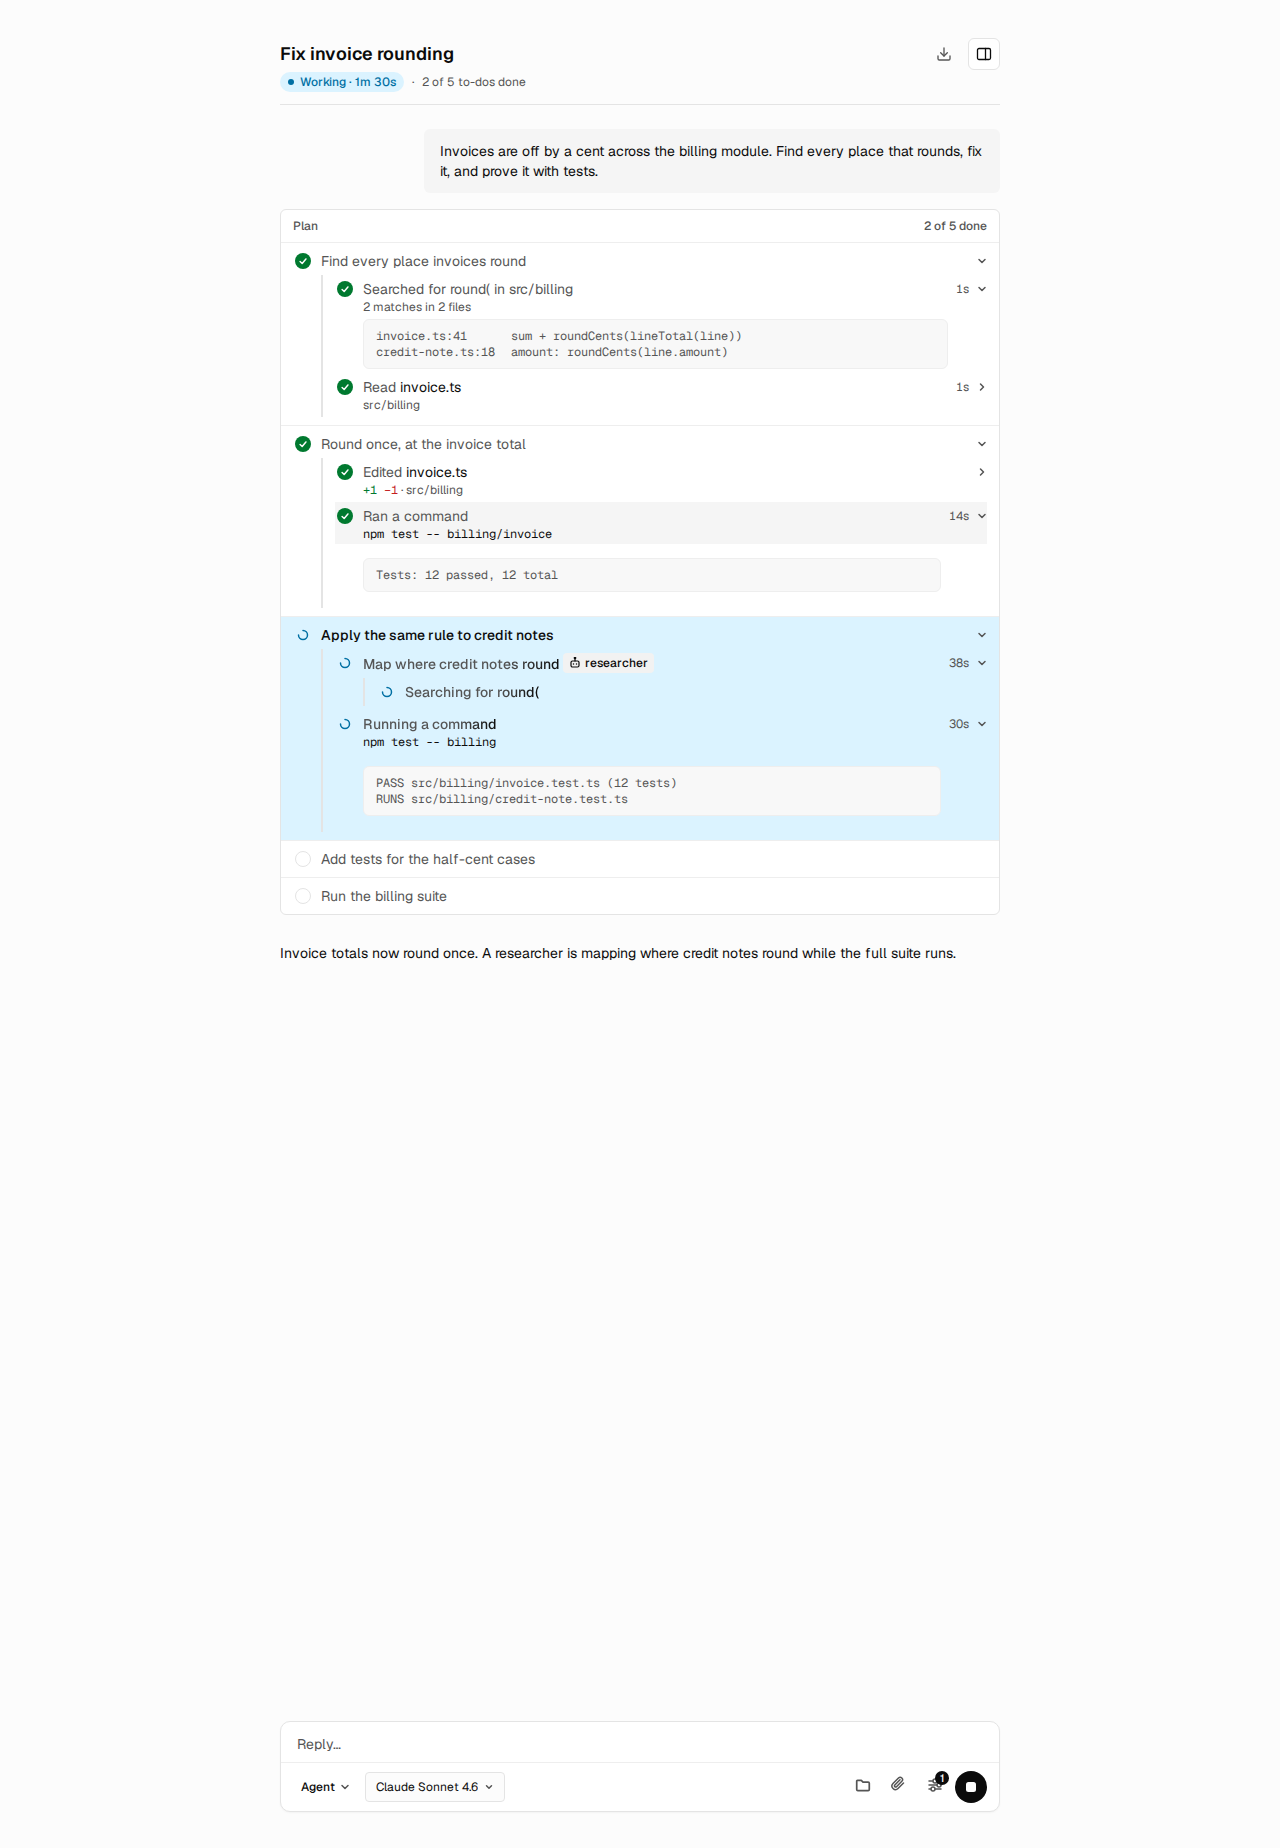 Fix invoice rounding
Working · 1m 30s · 2 of 5 to-dos done
Invoices are off by a cent across the billing module. Find every place that rounds, fix
it, and prove it with tests.
Plan 2 of 5 done
Find every place invoices round
Searched for round( in src/billing 1s
2 matches in 2 files
invoice.ts:41 sum + roundCents(lineTotal(line))
credit-note.ts:18 amount: roundCents(line.amount)
Read invoice.ts 1s
src/billing
Round once, at the invoice total
Edited invoice.ts
+1 −1 · src/billing
Ran a command 14s
npm test -- billing/invoice
Tests: 12 passed, 12 total
Apply the same rule to credit notes
Map where credit notes round researcher 38s
Searching for round(
Running a command 30s
npm test -- billing
PASS src/billing/invoice.test.ts (12 tests)
RUNS src/billing/credit-note.test.ts
Add tests for the half-cent cases
Run the billing suite
Invoice totals now round once. A researcher is mapping where credit notes round while the full suite runs.
Reply…
Agent Claude Sonnet 4.6 1